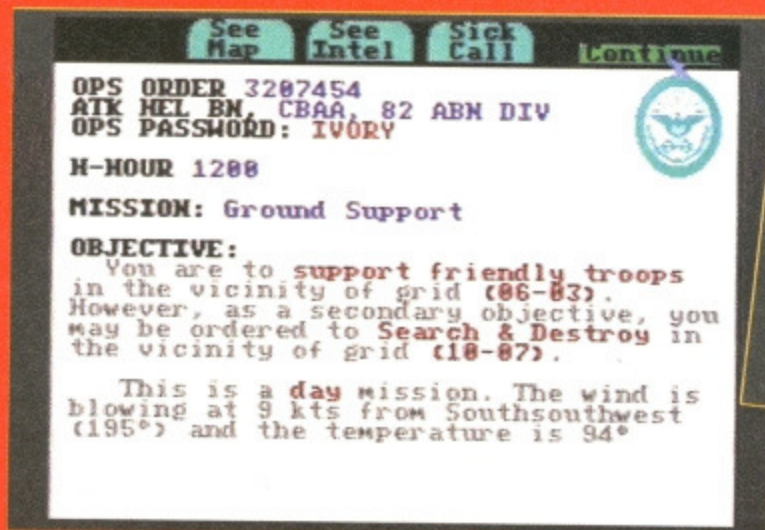 See Map
See Intel
Sick Call
Continue
OPS ORDER 3207454
ATK HEL BN, CBAA, 82 ABN DIV
OPS PASSWORD: IVORY
H-HOUR 1200
MISSION: Ground Support
OBJECTIVE:
You are to support friendly troops
in the vicinity of grid (06-03).
However, as a secondary objective, you
may be ordered to Search & Destroy in
the vicinity of grid (10-07).
This is a day mission. The wind is
blowing at 9 kts from Southsouthwest
(195°) and the temperature is 94°